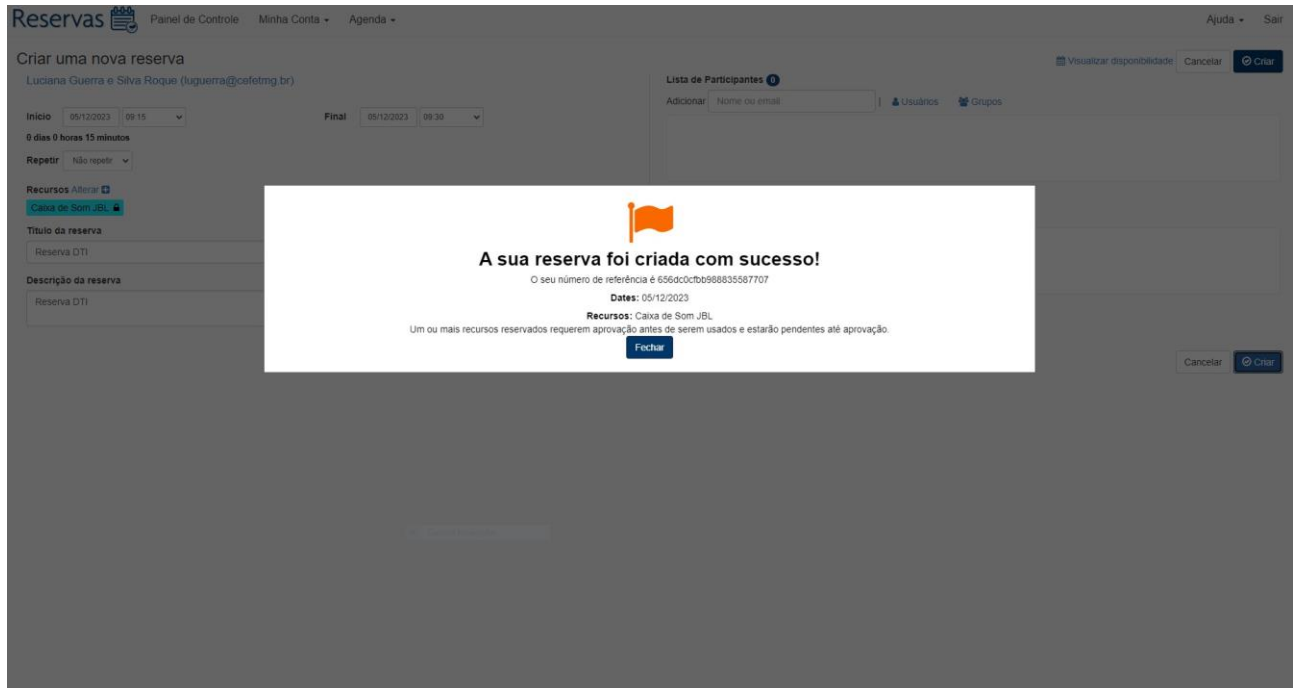 Reservas
Painel de Controle
Minha Conta
Agenda
Ajuda
Sair
Criar uma nova reserva
Visualizar disponibilidade
Cancelar
Criar
Luciana Guerra e Silva Roque (luguerra@cefetmg.br)
Lista de Participantes 0
Adicionar Nome ou email | Usuários Grupos
Início 05/12/2023 09:15
Final 05/12/2023 09:30
0 dias 0 horas 15 minutos
Repetir Não repetir
Recursos Alterar
Caixa de Som JBL
Título da reserva
Reserva DTI
Descrição da reserva
Reserva DTI
A sua reserva foi criada com sucesso!
O seu número de referência é 656dc0cfbb988835587707
Dates: 05/12/2023
Recursos: Caixa de Som JBL
Um ou mais recursos reservados requerem aprovação antes de serem usados e estarão pendentes até aprovação.
Fechar
Cancelar
Criar